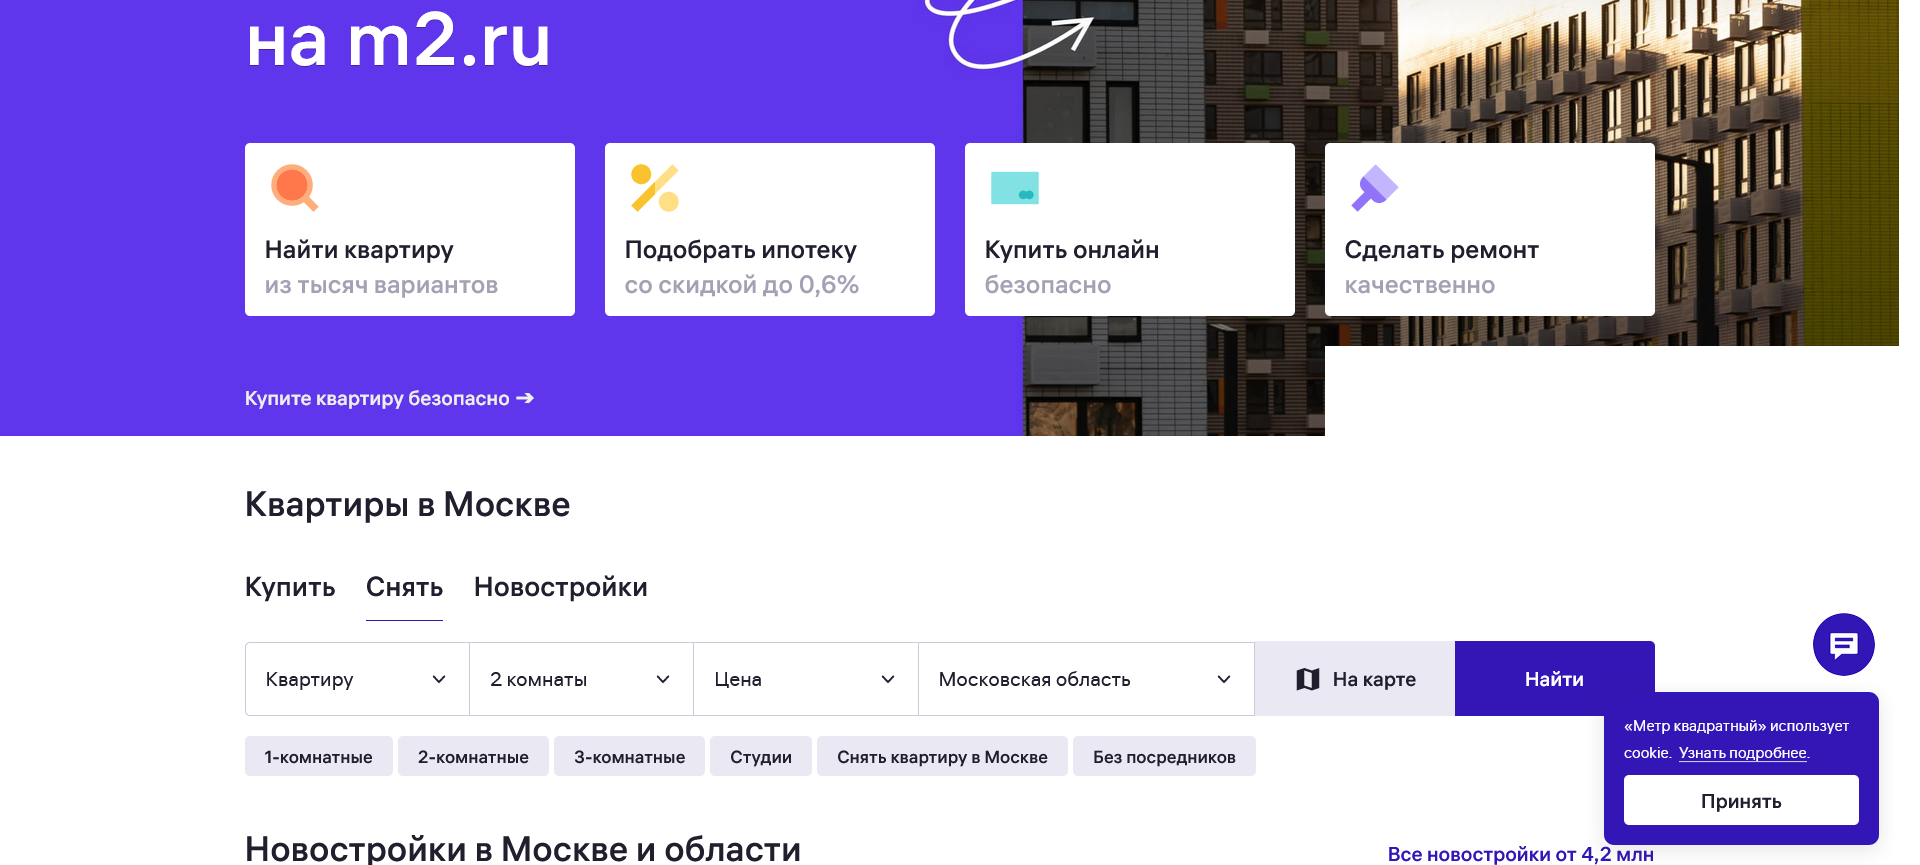 на m2.ru
Найти квартиру
из тысяч вариантов
Подобрать ипотеку
со скидкой до 0,6%
Купить онлайн
безопасно
Сделать ремонт
качественно
Купите квартиру безопасно →
Квартиры в Москве
Купить Снять Новостройки
Квартиру 2 комнаты Цена Московская область На карте Найти
1-комнатные 2-комнатные 3-комнатные Студии Снять квартиру в Москве Без посредников
«Метр квадратный» использует
cookie. Узнать подробнее.
Принять
Новостройки в Москве и области
Все новостройки от 4,2 млн